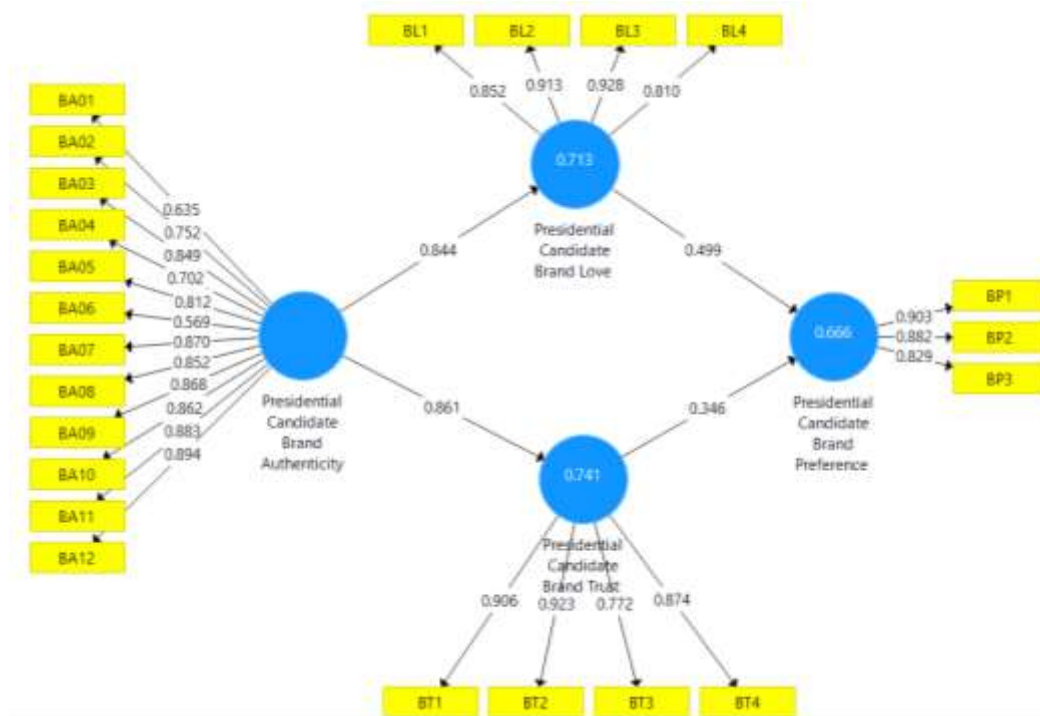 BL1 BL2 BL3 BL4
0.852 0.913 0.928 0.810
BA01
BA02
BA03
BA04
BA05
BA06
BA07
BA08
BA09
BA10
BA11
BA12
0.635
0.752
0.849
0.702
0.812
0.569
0.870
0.852
0.868
0.862
0.883
0.894
Presidential
Candidate
Brand
Authenticity
0.844
0.861
0.713
Presidential
Candidate
Brand Love
0.499
0.346
0.741
Presidential
Candidate
Brand Trust
0.666
Presidential
Candidate
Brand
Preference
0.903
0.882
0.829
BP1
BP2
BP3
0.906 0.923 0.772 0.874
BT1 BT2 BT3 BT4